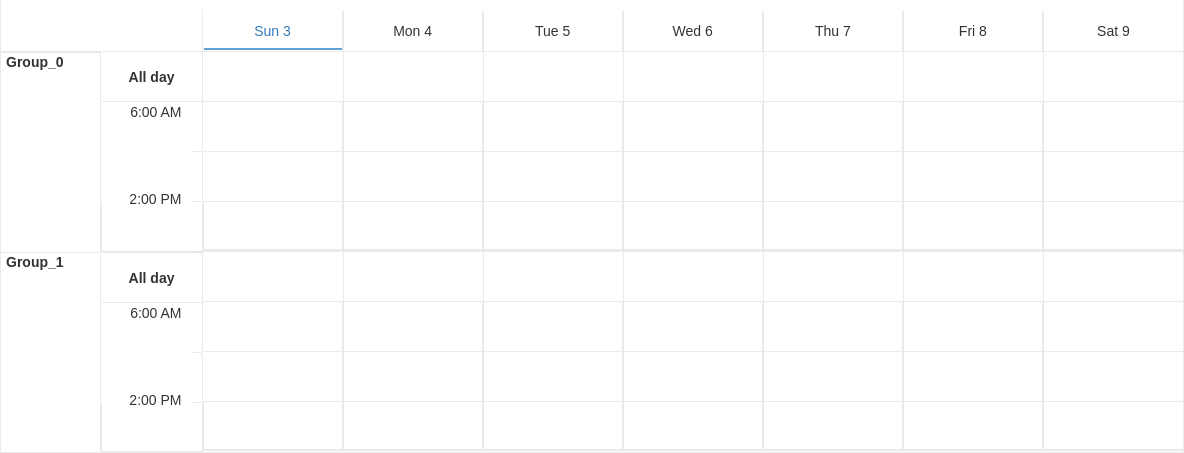 Sun 3 Mon 4 Tue 5 Wed 6 Thu 7 Fri 8 Sat 9
Group_0 All day
6:00 AM
2:00 PM
Group_1 All day
6:00 AM
2:00 PM